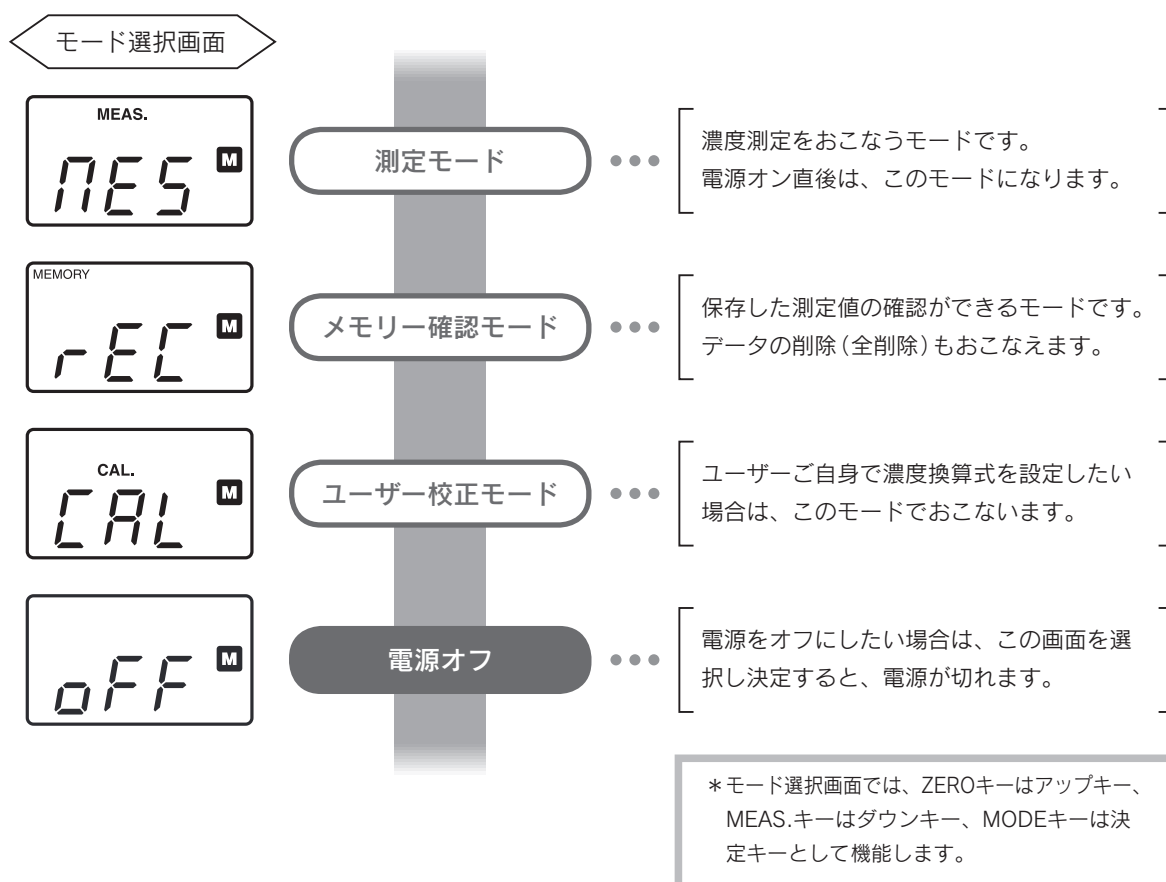 モード選択画面
MEAS.
MES M
測定モード
濃度測定をおこなうモードです。
電源オン直後は、このモードになります。
MEMORY
rEC M
メモリー確認モード
保存した測定値の確認ができるモードです。
データの削除(全削除)もおこなえます。
CAL.
CAL M
ユーザー校正モード
ユーザーご自身で濃度換算式を設定したい
場合は、このモードでおこないます。
oFF M
電源オフ
電源をオフにしたい場合は、この画面を選
択し決定すると、電源が切れます。
*モード選択画面では、ZEROキーはアップキー、
MEAS.キーはダウンキー、MODEキーは決
定キーとして機能します。